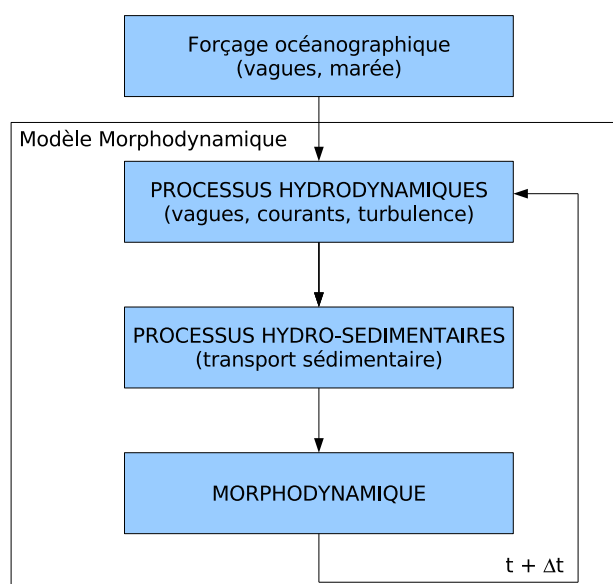 Forçage océanographique
(vagues, marée)
Modèle Morphodynamique
PROCESSUS HYDRODYNAMIQUES
(vagues, courants, turbulence)
PROCESSUS HYDRO-SEDIMENTAIRES
(transport sédimentaire)
MORPHODYNAMIQUE
t + Δt